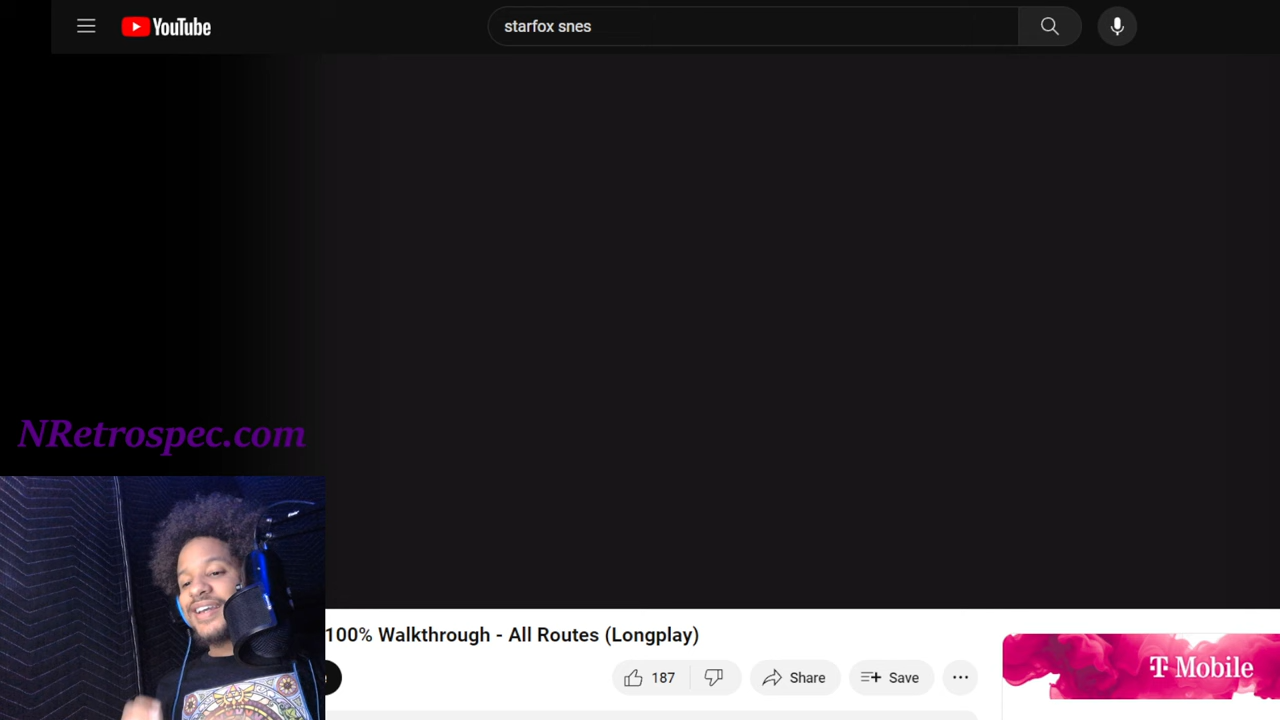 YouTube
starfox snes
NRetrospec.com
100% Walkthrough - All Routes (Longplay)
187
Share
Save
T Mobile